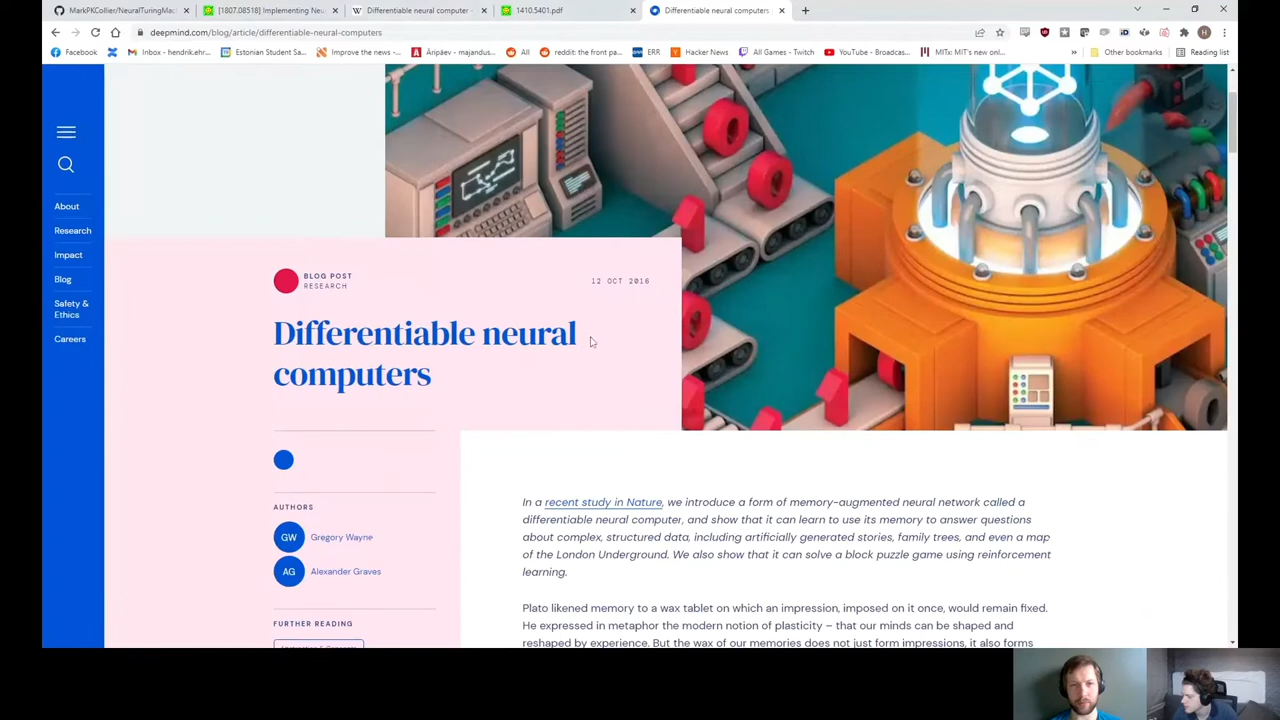 MarkPKCollier/NeuralTuringMac
[1807.08518] Implementing Neu
Differentiable neural computer -
1410.5401.pdf
Differentiable neural computers |
deepmind.com/blog/article/differentiable-neural-computers
Facebook
Inbox - hendrik.ehr...
Estonian Student Sa...
Improve the news -...
Äripäev - majandus...
All
reddit: the front pa...
ERR
Hacker News
All Games - Twitch
YouTube - Broadcas...
MITx: MIT's new onl...
»
Other bookmarks
Reading list
About
Research
Impact
Blog
Safety &
Ethics
Careers
BLOG POST
RESEARCH
12 OCT 2016
Differentiable neural
computers
AUTHORS
GW Gregory Wayne
AG Alexander Graves
FURTHER READING
In a recent study in Nature, we introduce a form of memory-augmented neural network called a
differentiable neural computer, and show that it can learn to use its memory to answer questions
about complex, structured data, including artificially generated stories, family trees, and even a map
of the London Underground. We also show that it can solve a block puzzle game using reinforcement
learning.
Plato likened memory to a wax tablet on which an impression, imposed on it once, would remain fixed.
He expressed in metaphor the modern notion of plasticity – that our minds can be shaped and
reshaped by experience. But the wax of our memories does not just form impressions, it also forms